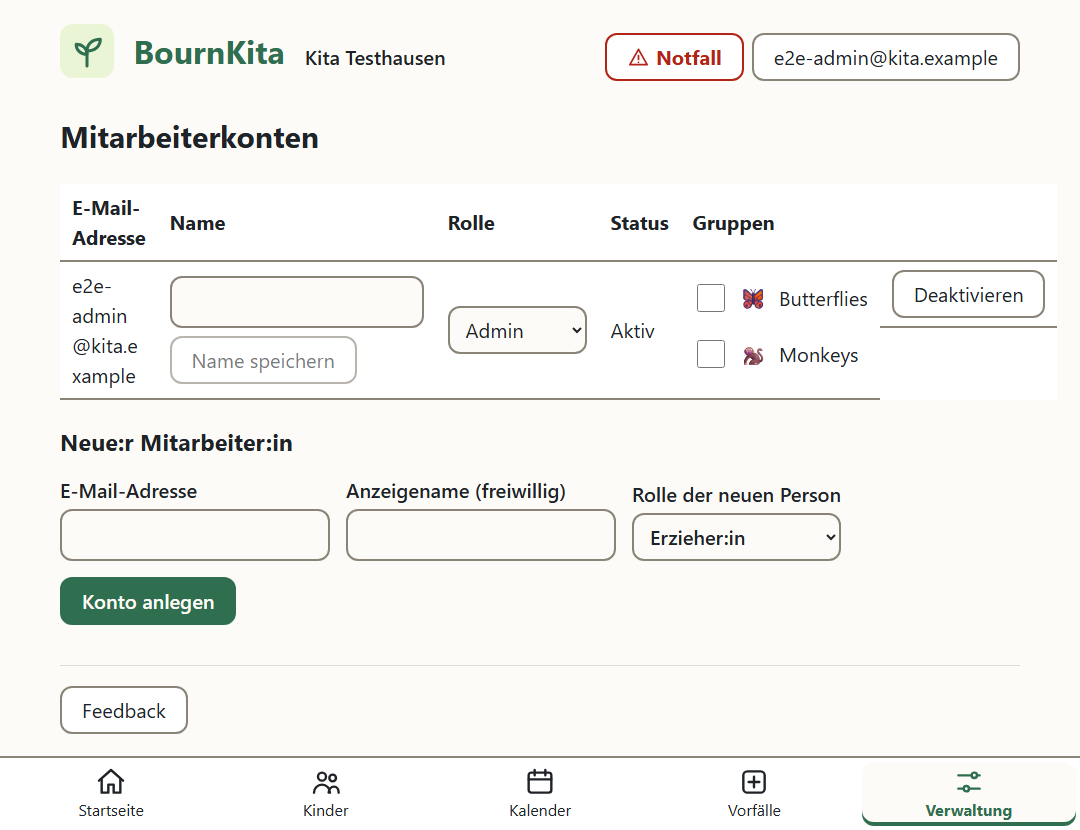 BournKita Kita Testhausen
Notfall e2e-admin@kita.example
Mitarbeiterkonten
E-Mail-
Adresse
Name Rolle Status Gruppen
e2e-
admin
@kita.e
xample
Name speichern
Admin
Aktiv
Butterflies
Monkeys
Deaktivieren
Neue:r Mitarbeiter:in
E-Mail-Adresse Anzeigename (freiwillig) Rolle der neuen Person
Erzieher:in
Konto anlegen
Feedback
Startseite Kinder Kalender Vorfälle Verwaltung